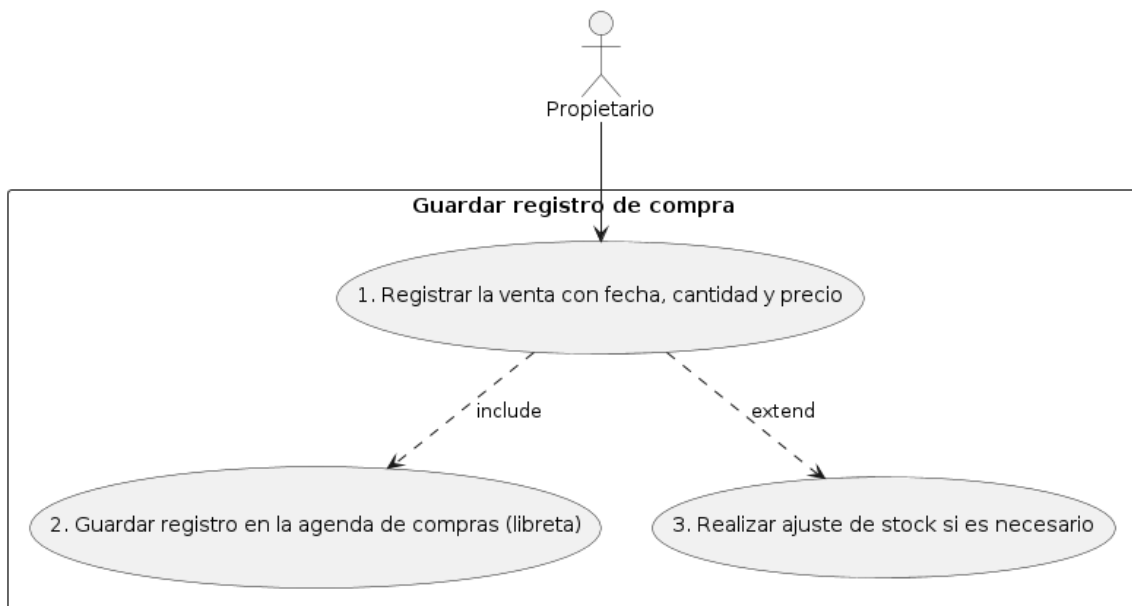 Propietario
Guardar registro de compra
1. Registrar la venta con fecha, cantidad y precio
include
extend
2. Guardar registro en la agenda de compras (libreta)
3. Realizar ajuste de stock si es necesario